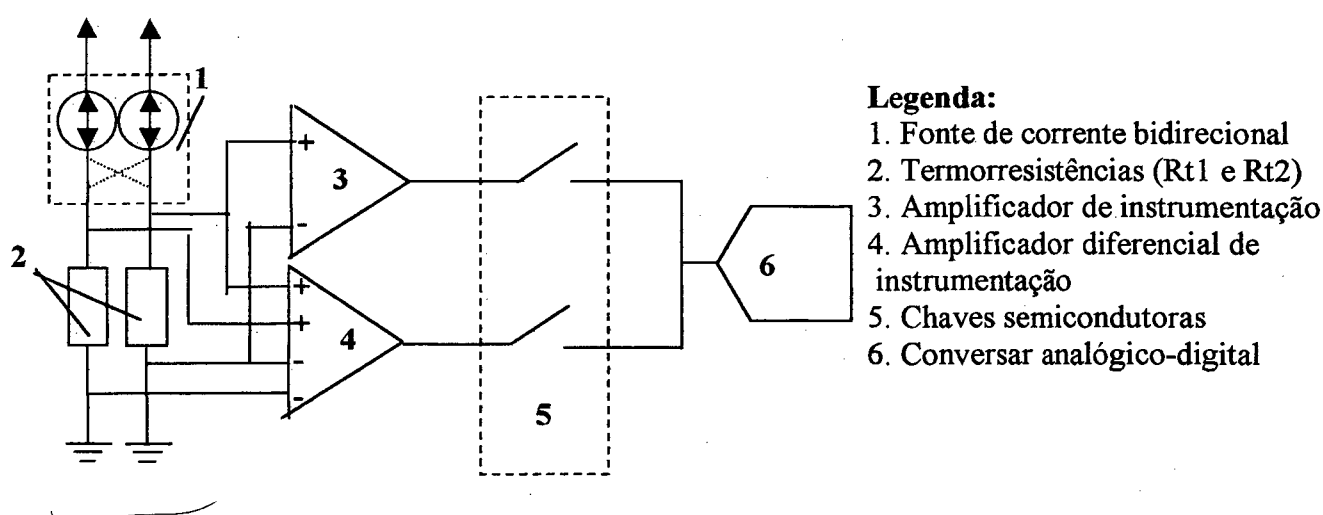 1
2
+
-
3
+
+
-
-
4
5
6
Legenda:
1. Fonte de corrente bidirecional
2. Termorresistências (Rt1 e Rt2)
3. Amplificador de instrumentação
4. Amplificador diferencial de
instrumentação
5. Chaves semicondutoras
6. Conversar analógico-digital